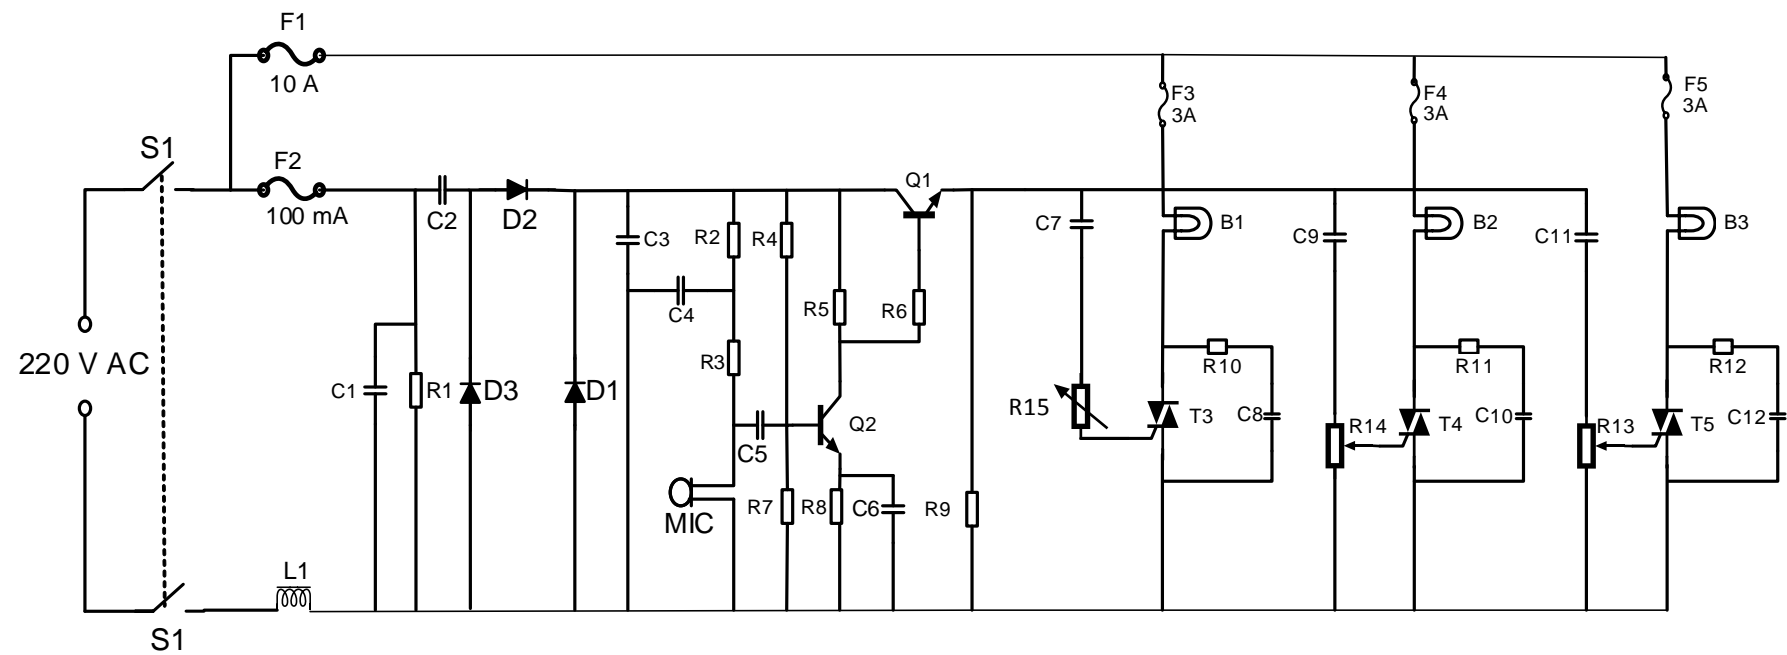 F1
10 A
F3
3A
F4
3A
F5
3A
S1
F2
100 mA
C2
D2
Q1
C3
R2
R4
C7
B1
C9
B2
C11
B3
C4
R5
R6
220 V AC
R3
R10
R11
R12
C1
R1
D3
D1
R15
T3
C8
R14
T4
C10
R13
T5
C12
Q2
C5
MIC
R7
R8
C6
R9
L1
S1